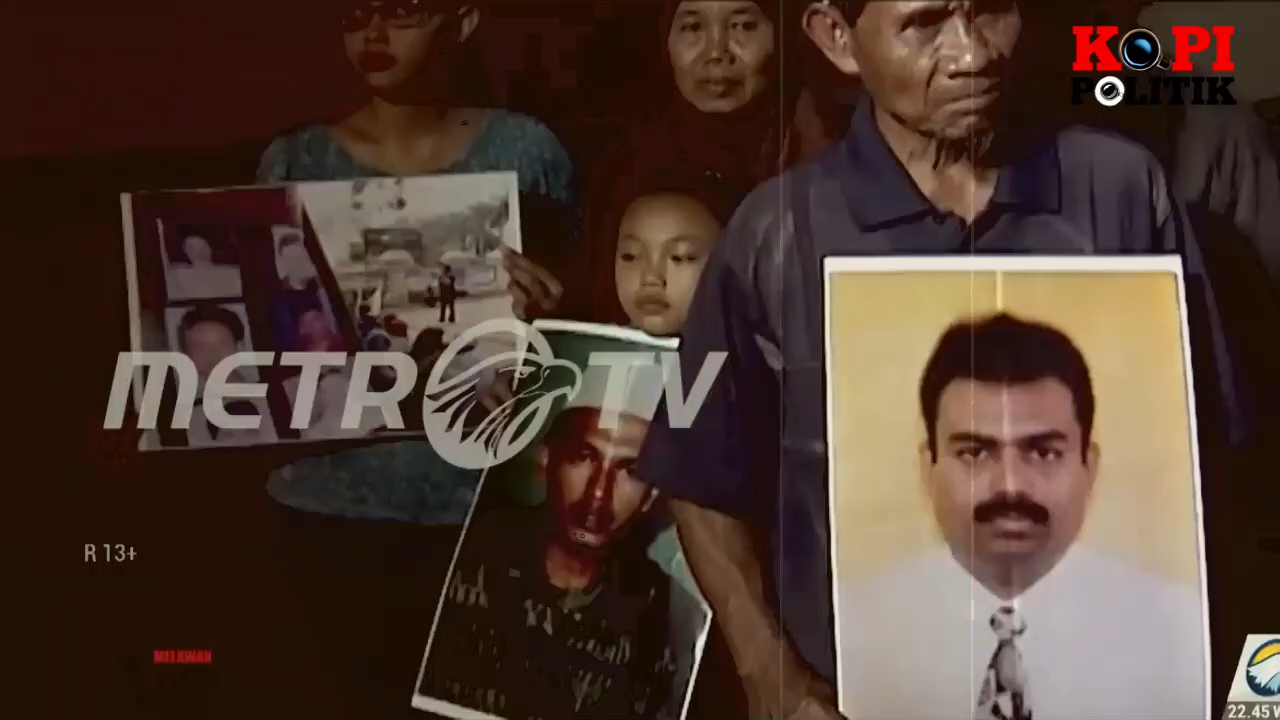 KOPI
POLITIK
METRO TV
R 13+
MELAWAN
22.45 W